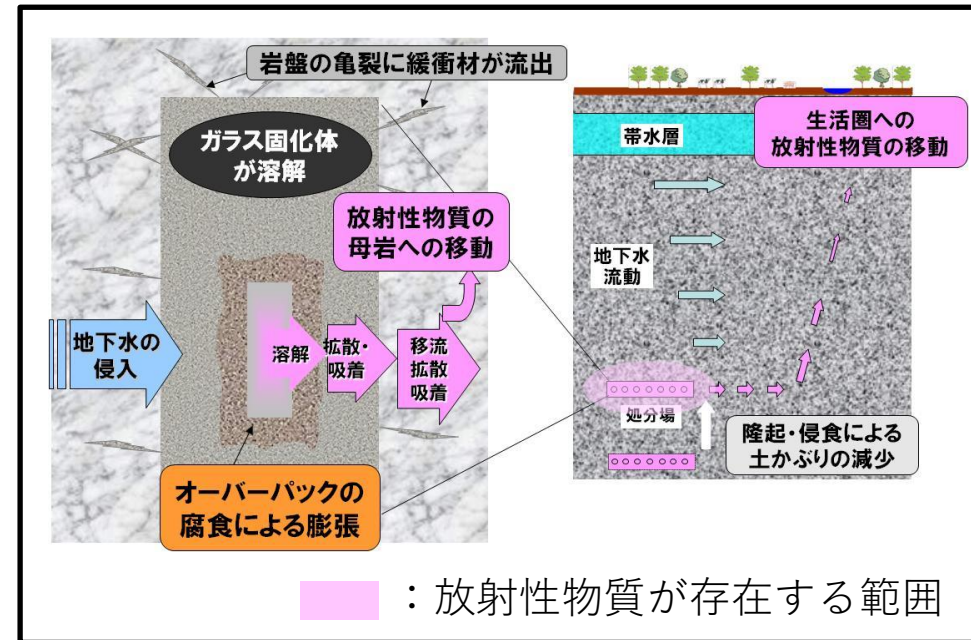 岩盤の亀裂に緩衝材が流出
ガラス固化体
が溶解
放射性物質の
母岩への移動
地下水の
侵入
溶解
拡散・
吸着
移流
拡散
吸着
オーバーパックの
腐食による膨張
帯水層
生活圏への
放射性物質の移動
地下水
流動
処分場
隆起・侵食による
土かぶりの減少
：放射性物質が存在する範囲